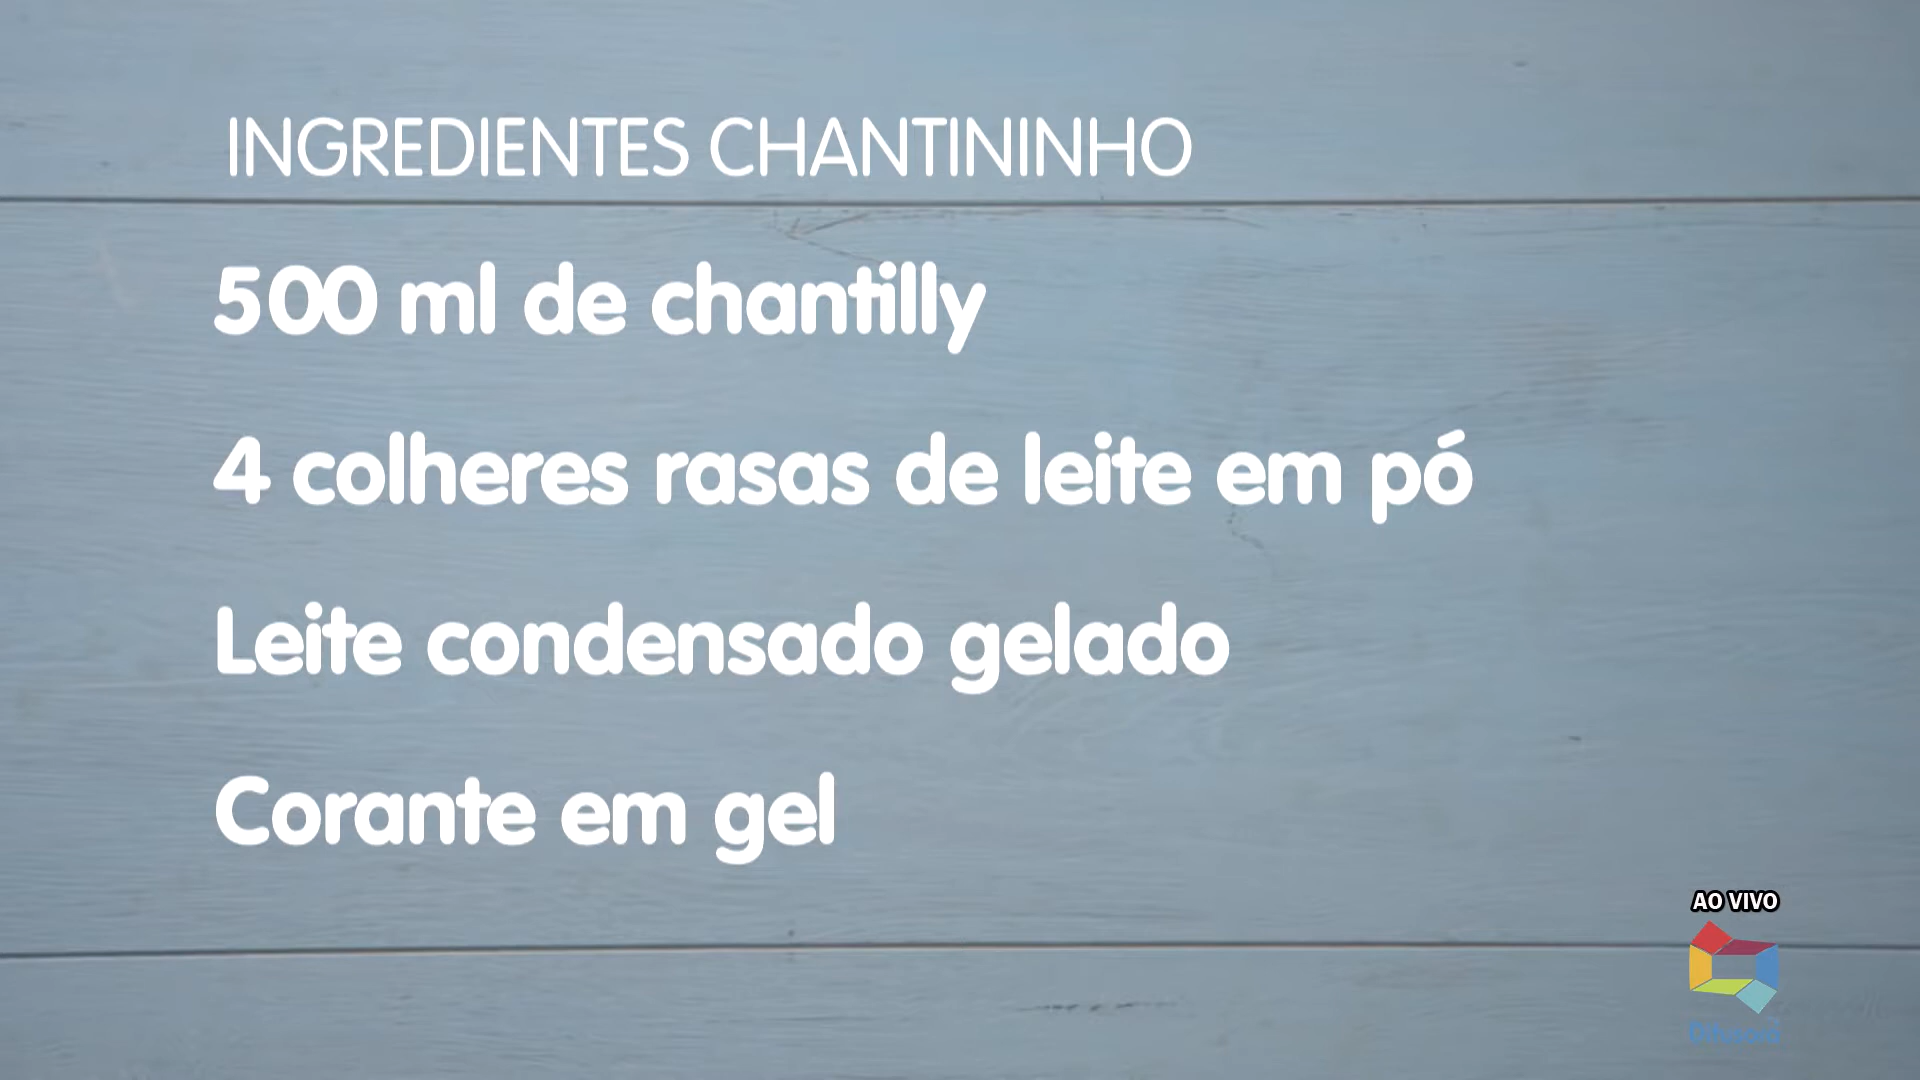 INGREDIENTES CHANTININHO
500 ml de chantilly
4 colheres rasas de leite em pó
Leite condensado gelado
Corante em gel
AO VIVO
Difusora